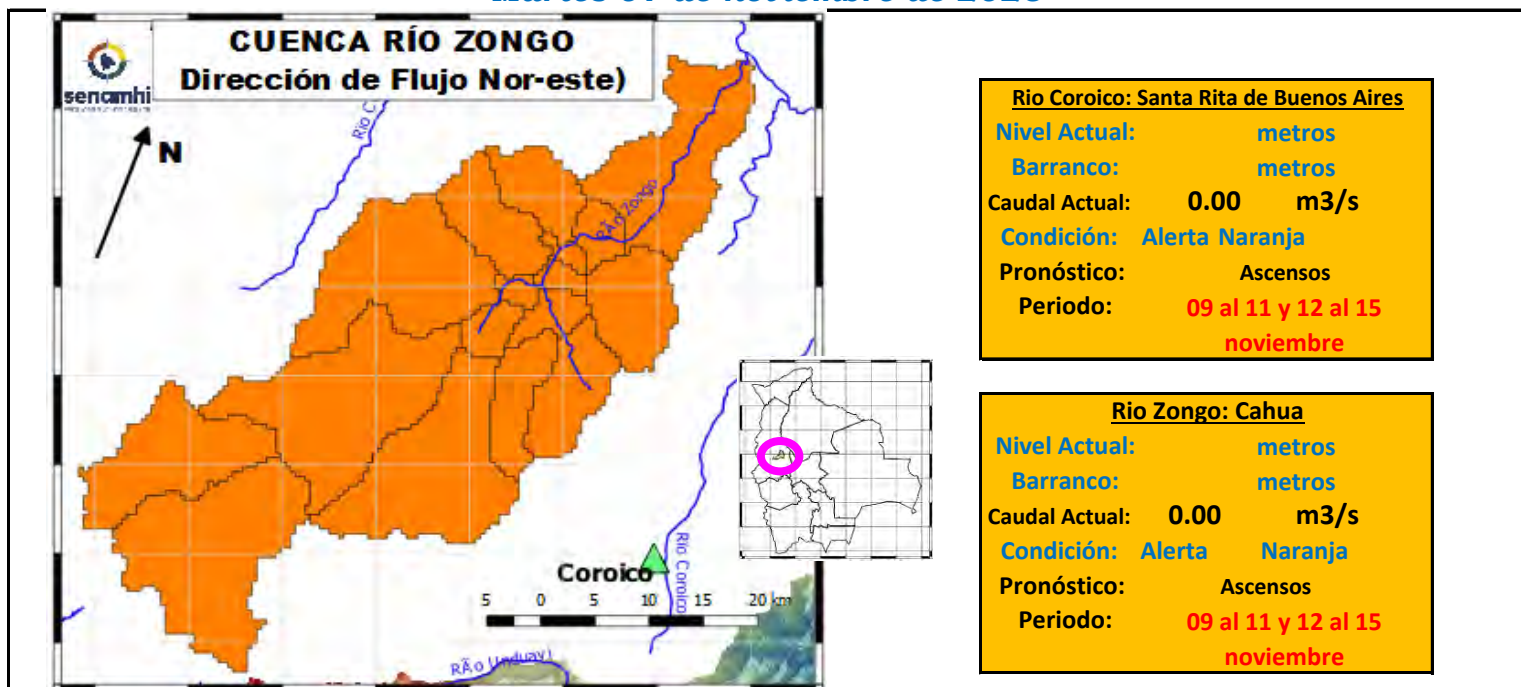 CUENCA RÍO ZONGO
Dirección de Flujo Nor-este)
senamhi
N
Río C
RÃo Zongo
Coroico
Río Coroico
5 0 5 10 15 20 km
RÃo Unduavi
Rio Coroico: Santa Rita de Buenos Aires
Nivel Actual: metros
Barranco: metros
Caudal Actual: 0.00 m3/s
Condición: Alerta Naranja
Pronóstico: Ascensos
Periodo: 09 al 11 y 12 al 15
noviembre
Rio Zongo: Cahua
Nivel Actual: metros
Barranco: metros
Caudal Actual: 0.00 m3/s
Condición: Alerta Naranja
Pronóstico: Ascensos
Periodo: 09 al 11 y 12 al 15
noviembre